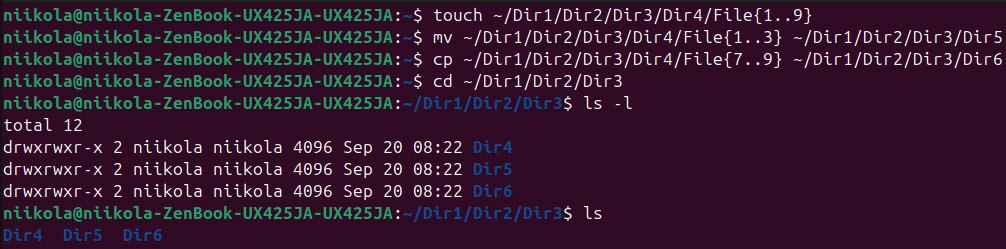 niikola@niikola-ZenBook-UX425JA-UX425JA:~$ touch ~/Dir1/Dir2/Dir3/Dir4/File{1..9}
niikola@niikola-ZenBook-UX425JA-UX425JA:~$ mv ~/Dir1/Dir2/Dir3/Dir4/File{1..3} ~/Dir1/Dir2/Dir3/Dir5
niikola@niikola-ZenBook-UX425JA-UX425JA:~$ cp ~/Dir1/Dir2/Dir3/Dir4/File{7..9} ~/Dir1/Dir2/Dir3/Dir6
niikola@niikola-ZenBook-UX425JA-UX425JA:~$ cd ~/Dir1/Dir2/Dir3
niikola@niikola-ZenBook-UX425JA-UX425JA:~/Dir1/Dir2/Dir3$ ls -l
total 12
drwxrwxr-x 2 niikola niikola 4096 Sep 20 08:22 Dir4
drwxrwxr-x 2 niikola niikola 4096 Sep 20 08:22 Dir5
drwxrwxr-x 2 niikola niikola 4096 Sep 20 08:22 Dir6
niikola@niikola-ZenBook-UX425JA-UX425JA:~/Dir1/Dir2/Dir3$ ls
Dir4  Dir5  Dir6